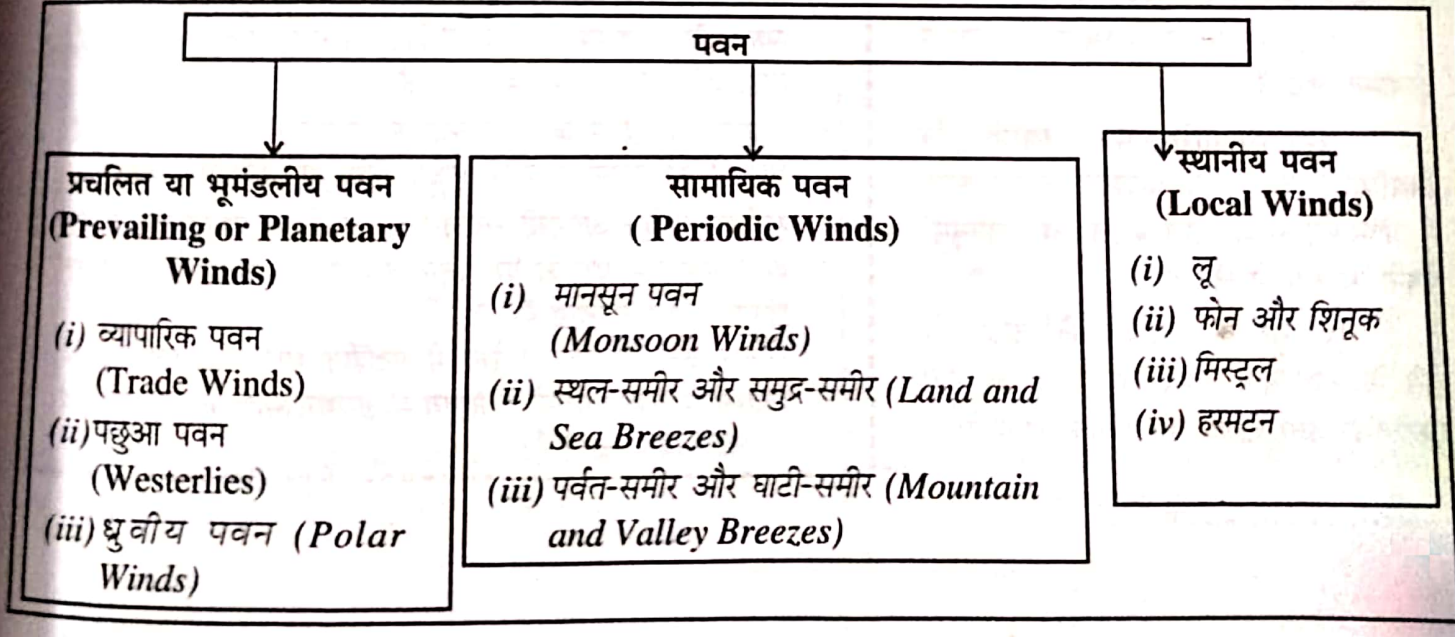 पवन
प्रचलित या भूमंडलीय पवन
(Prevailing or Planetary
Winds)
(i) व्यापारिक पवन
(Trade Winds)
(ii) पछुआ पवन
(Westerlies)
(iii) ध्रुवीय पवन (Polar
Winds)
सामायिक पवन
( Periodic Winds)
(i) मानसून पवन
(Monsoon Winds)
(ii) स्थल-समीर और समुद्र-समीर (Land and
Sea Breezes)
(iii) पर्वत-समीर और घाटी-समीर (Mountain
and Valley Breezes)
स्थानीय पवन
(Local Winds)
(i) लू
(ii) फोन और शिनूक
(iii) मिस्ट्रल
(iv) हरमटन